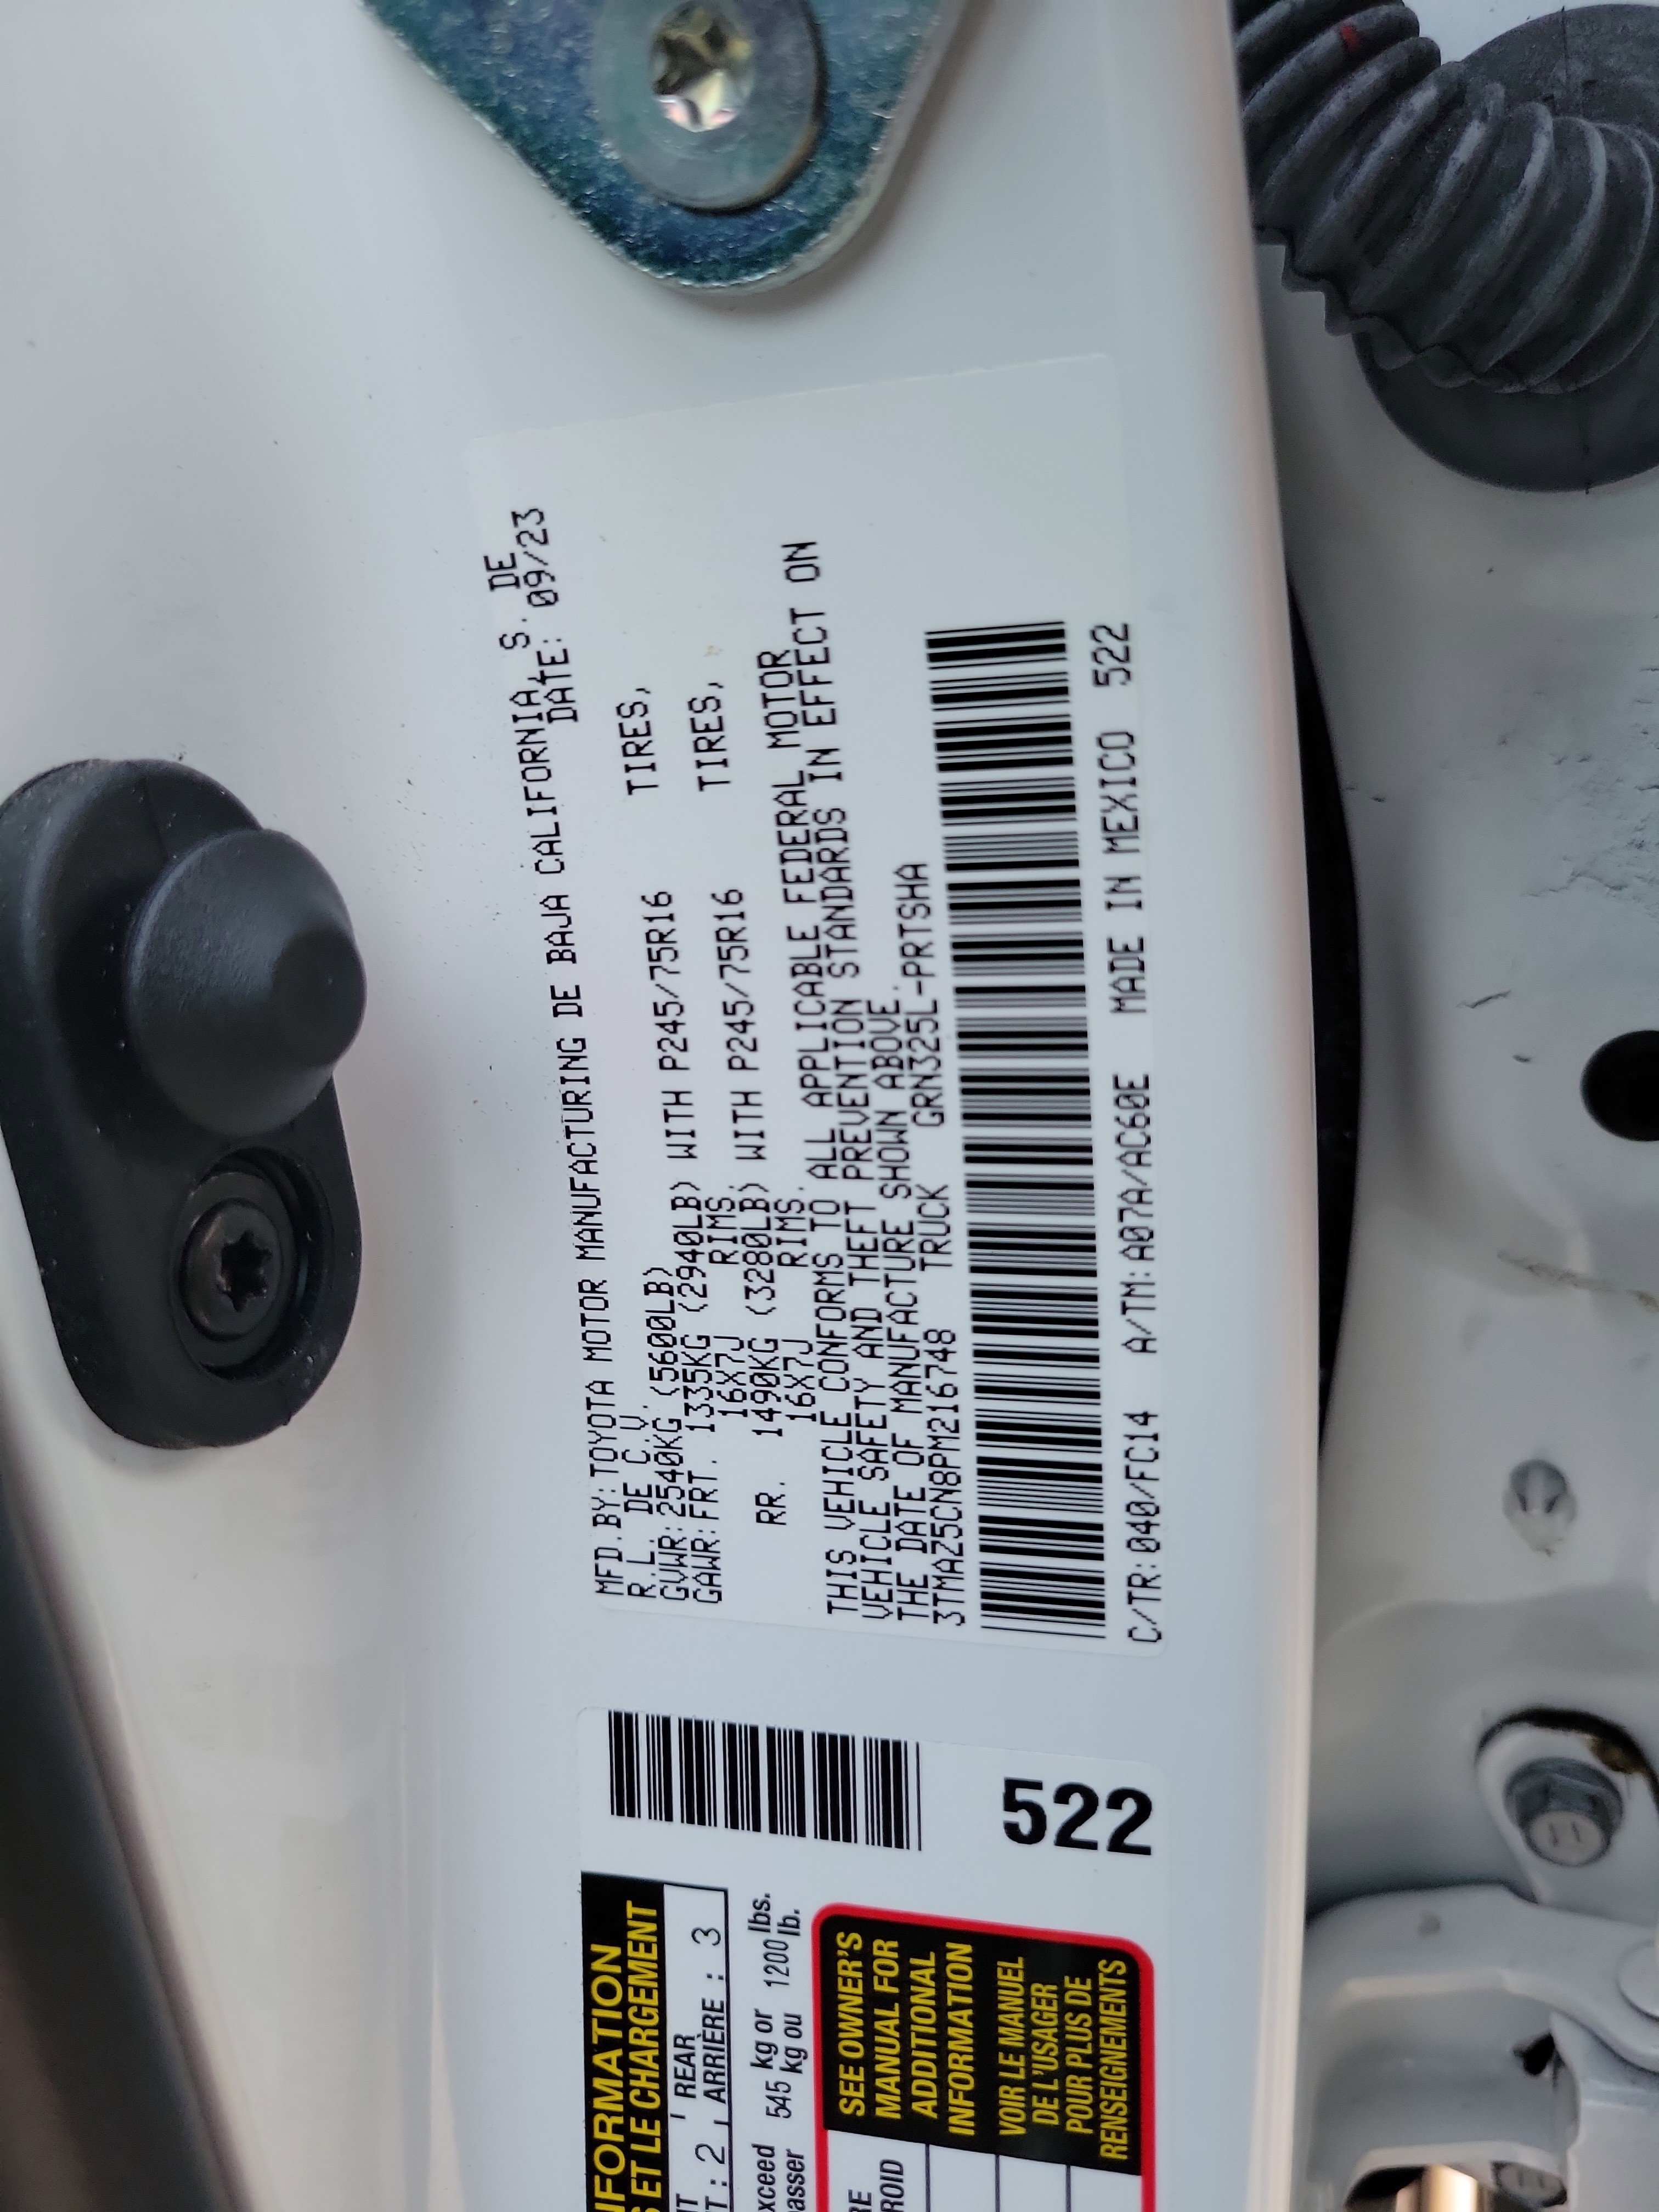 MFD.BY:TOYOTA MOTOR MANUFACTURING DE BAJA CALIFORNIA, S. DE
R.L. DE C.V. DATE: 09/23
GVWR:2540KG (5600LB)
GAWR:FRT. 1335KG (2940LB) WITH P245/75R16 TIRES,
16X7J RIMS.
RR. 1490KG (3280LB) WITH P245/75R16 TIRES,
16X7J RIMS.
THIS VEHICLE CONFORMS TO ALL APPLICABLE FEDERAL MOTOR
VEHICLE SAFETY AND THEFT PREVENTION STANDARDS IN EFFECT ON
THE DATE OF MANUFACTURE SHOWN ABOVE.
3TMAZ5CN8PM216748 TRUCK GRN325L-PRTSHA
C/TR:040/FC14 A/TM:A07A/AC60E MADE IN MEXICO 522
522
ET LE CHARGEMENT
REAR
2, ARRIÈRE : 3
545 kg or 1200 lbs.
kg ou lb.
SEE OWNER'S
MANUAL FOR
ADDITIONAL
INFORMATION
VOIR LE MANUEL
DE L'USAGER
POUR PLUS DE
RENSEIGNEMENTS